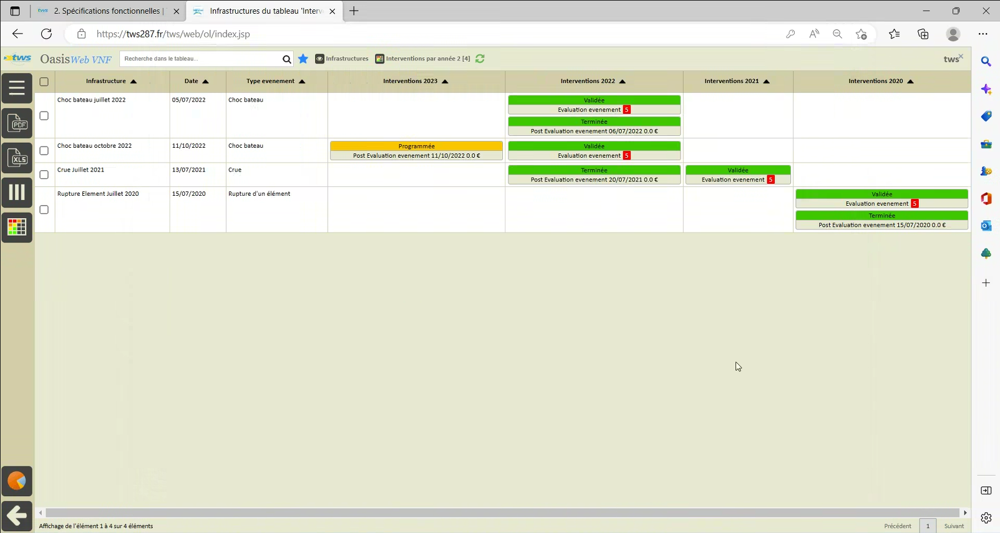 tws 2. Spécifications fonctionnelles |
Infrastructures du tableau 'Interv
https://tws287.fr/tws/web/ol/index.jsp
tws OasisWeb VNF Recherche dans le tableau... Infrastructures Interventions par année 2 [4] tws
Infrastructure Date Type evenement Interventions 2023 Interventions 2022 Interventions 2021 Interventions 2020
Choc bateau juillet 2022 05/07/2022 Choc bateau Validée
Evaluation evenement 5
Terminée
Post Evaluation evenement 06/07/2022 0.0 €
Choc bateau octobre 2022 11/10/2022 Choc bateau Programmée Validée
Post Evaluation evenement 11/10/2022 0.0 € Evaluation evenement 5
Crue Juillet 2021 13/07/2021 Crue Terminée Validée
Post Evaluation evenement 20/07/2021 0.0 € Evaluation evenement 5
Rupture Element Juillet 2020 15/07/2020 Rupture d'un élément Validée
Evaluation evenement 5
Terminée
Post Evaluation evenement 15/07/2020 0.0 €
PDF
XLS
Affichage de l'élément 1 à 4 sur 4 éléments Précédent 1 Suivant